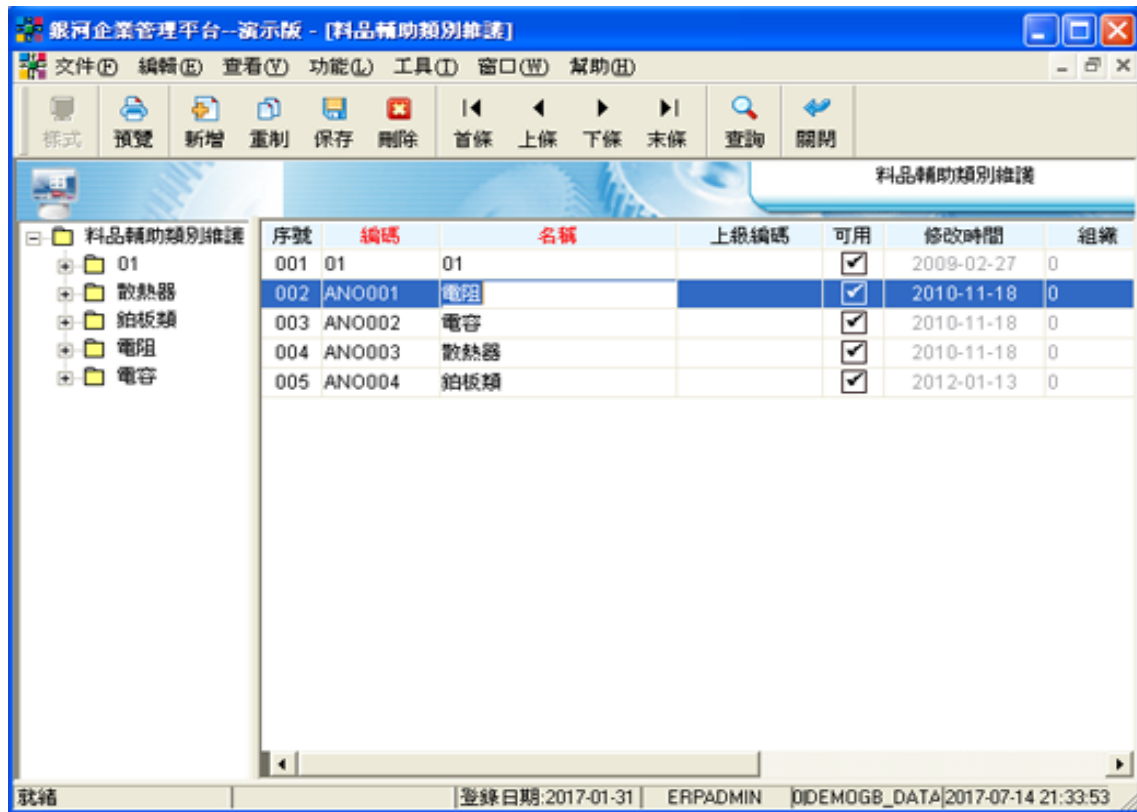 銀河企業管理平台--演示版 - [料品輔助類別維護]
文件(F) 編輯(E) 查看(V) 功能(L) 工具(T) 窗口(W) 幫助(H)
樣式 預覽 新增 重制 保存 刪除 首條 上條 下條 末條 查詢 關閉
料品輔助類別維護
料品輔助類別維護
01
散熱器
鉑板類
電阻
電容
序號 編碼 名稱 上級編碼 可用 修改時間 組織
001 01 01 2009-02-27 0
002 ANO001 電阻 2010-11-18 0
003 ANO002 電容 2010-11-18 0
004 ANO003 散熱器 2010-11-18 0
005 ANO004 鉑板類 2012-01-13 0
就緒 登錄日期:2017-01-31 ERPADMIN 0 DEMOGB_DATA 2017-07-14 21:33:53